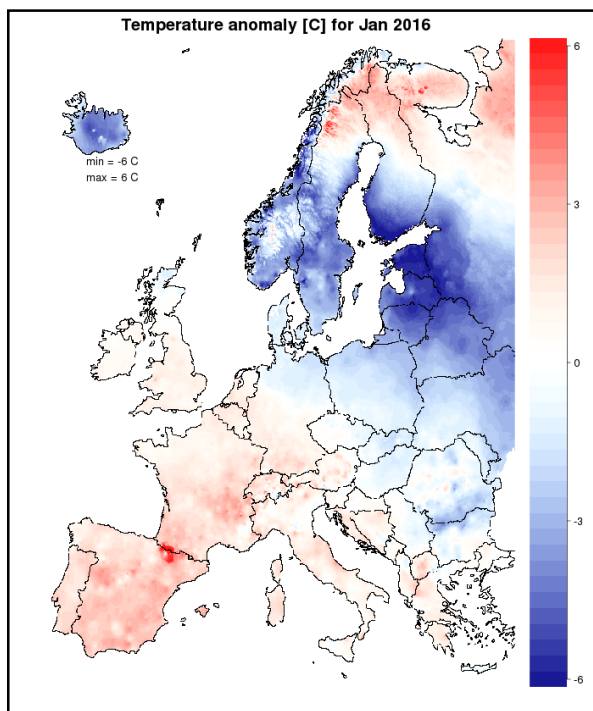 Temperature anomaly [C] for Jan 2016
min = -6 C
max = 6 C
6
3
0
-3
-6